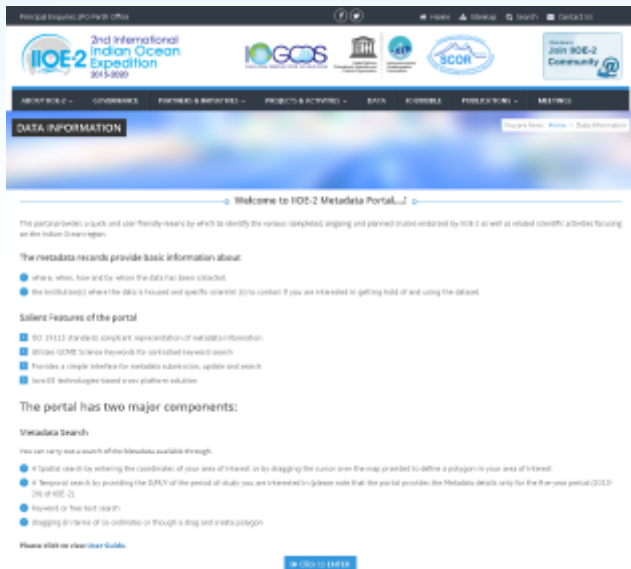 Principal Enquires: JPO Perth Office
Home Sitemap Search Contact Us
IIOE-2
2nd International
Indian Ocean
Expedition
2015-2020
IOGOOS
SCOR
Join IIOE-2
Community
ABOUT IIOE-2 GOVERNANCE PARTNERS & INITIATIVES PROJECTS & ACTIVITIES DATA PUBLICATIONS MEETINGS
DATA INFORMATION
You are here: Home Data Information
Welcome to IIOE-2 Metadata Portal...!
This portal provides a quick and user friendly means by which to identify the various completed, ongoing and planned cruises endorsed by IIOE-2 as well as related scientific activities focusing
on the Indian Ocean region.
The metadata records provide basic information about
where, when, how and by whom the data has been collected.
the institution(s) where the data is housed and specific scientist (s) to contact if you are interested in getting hold of and using the dataset.
Salient Features of the portal
ISO 19115 standards compliant representation of metadata information
Utilizes GCMD Science Keywords for controlled keyword search
Provides a simple interface for metadata submission, update and search
Java EE technologies based cross platform solution
The portal has two major components:
Metadata Search
You can carry out a search of the Metadata available through
A Spatial search by entering the coordinates of your area of interest or by dragging the cursor over the map provided to define a polygon in your area of interest
A Temporal search by providing the D/M/Y of the period of study you are interested in (please note that the portal provides the Metadata details only for the five-year period (2015-
20) of IIOE-2)
Keyword or free text search
dragging on terms of co-ordinates or though a drag and create polygon
Please click to view User Guide.
Click to ENTER